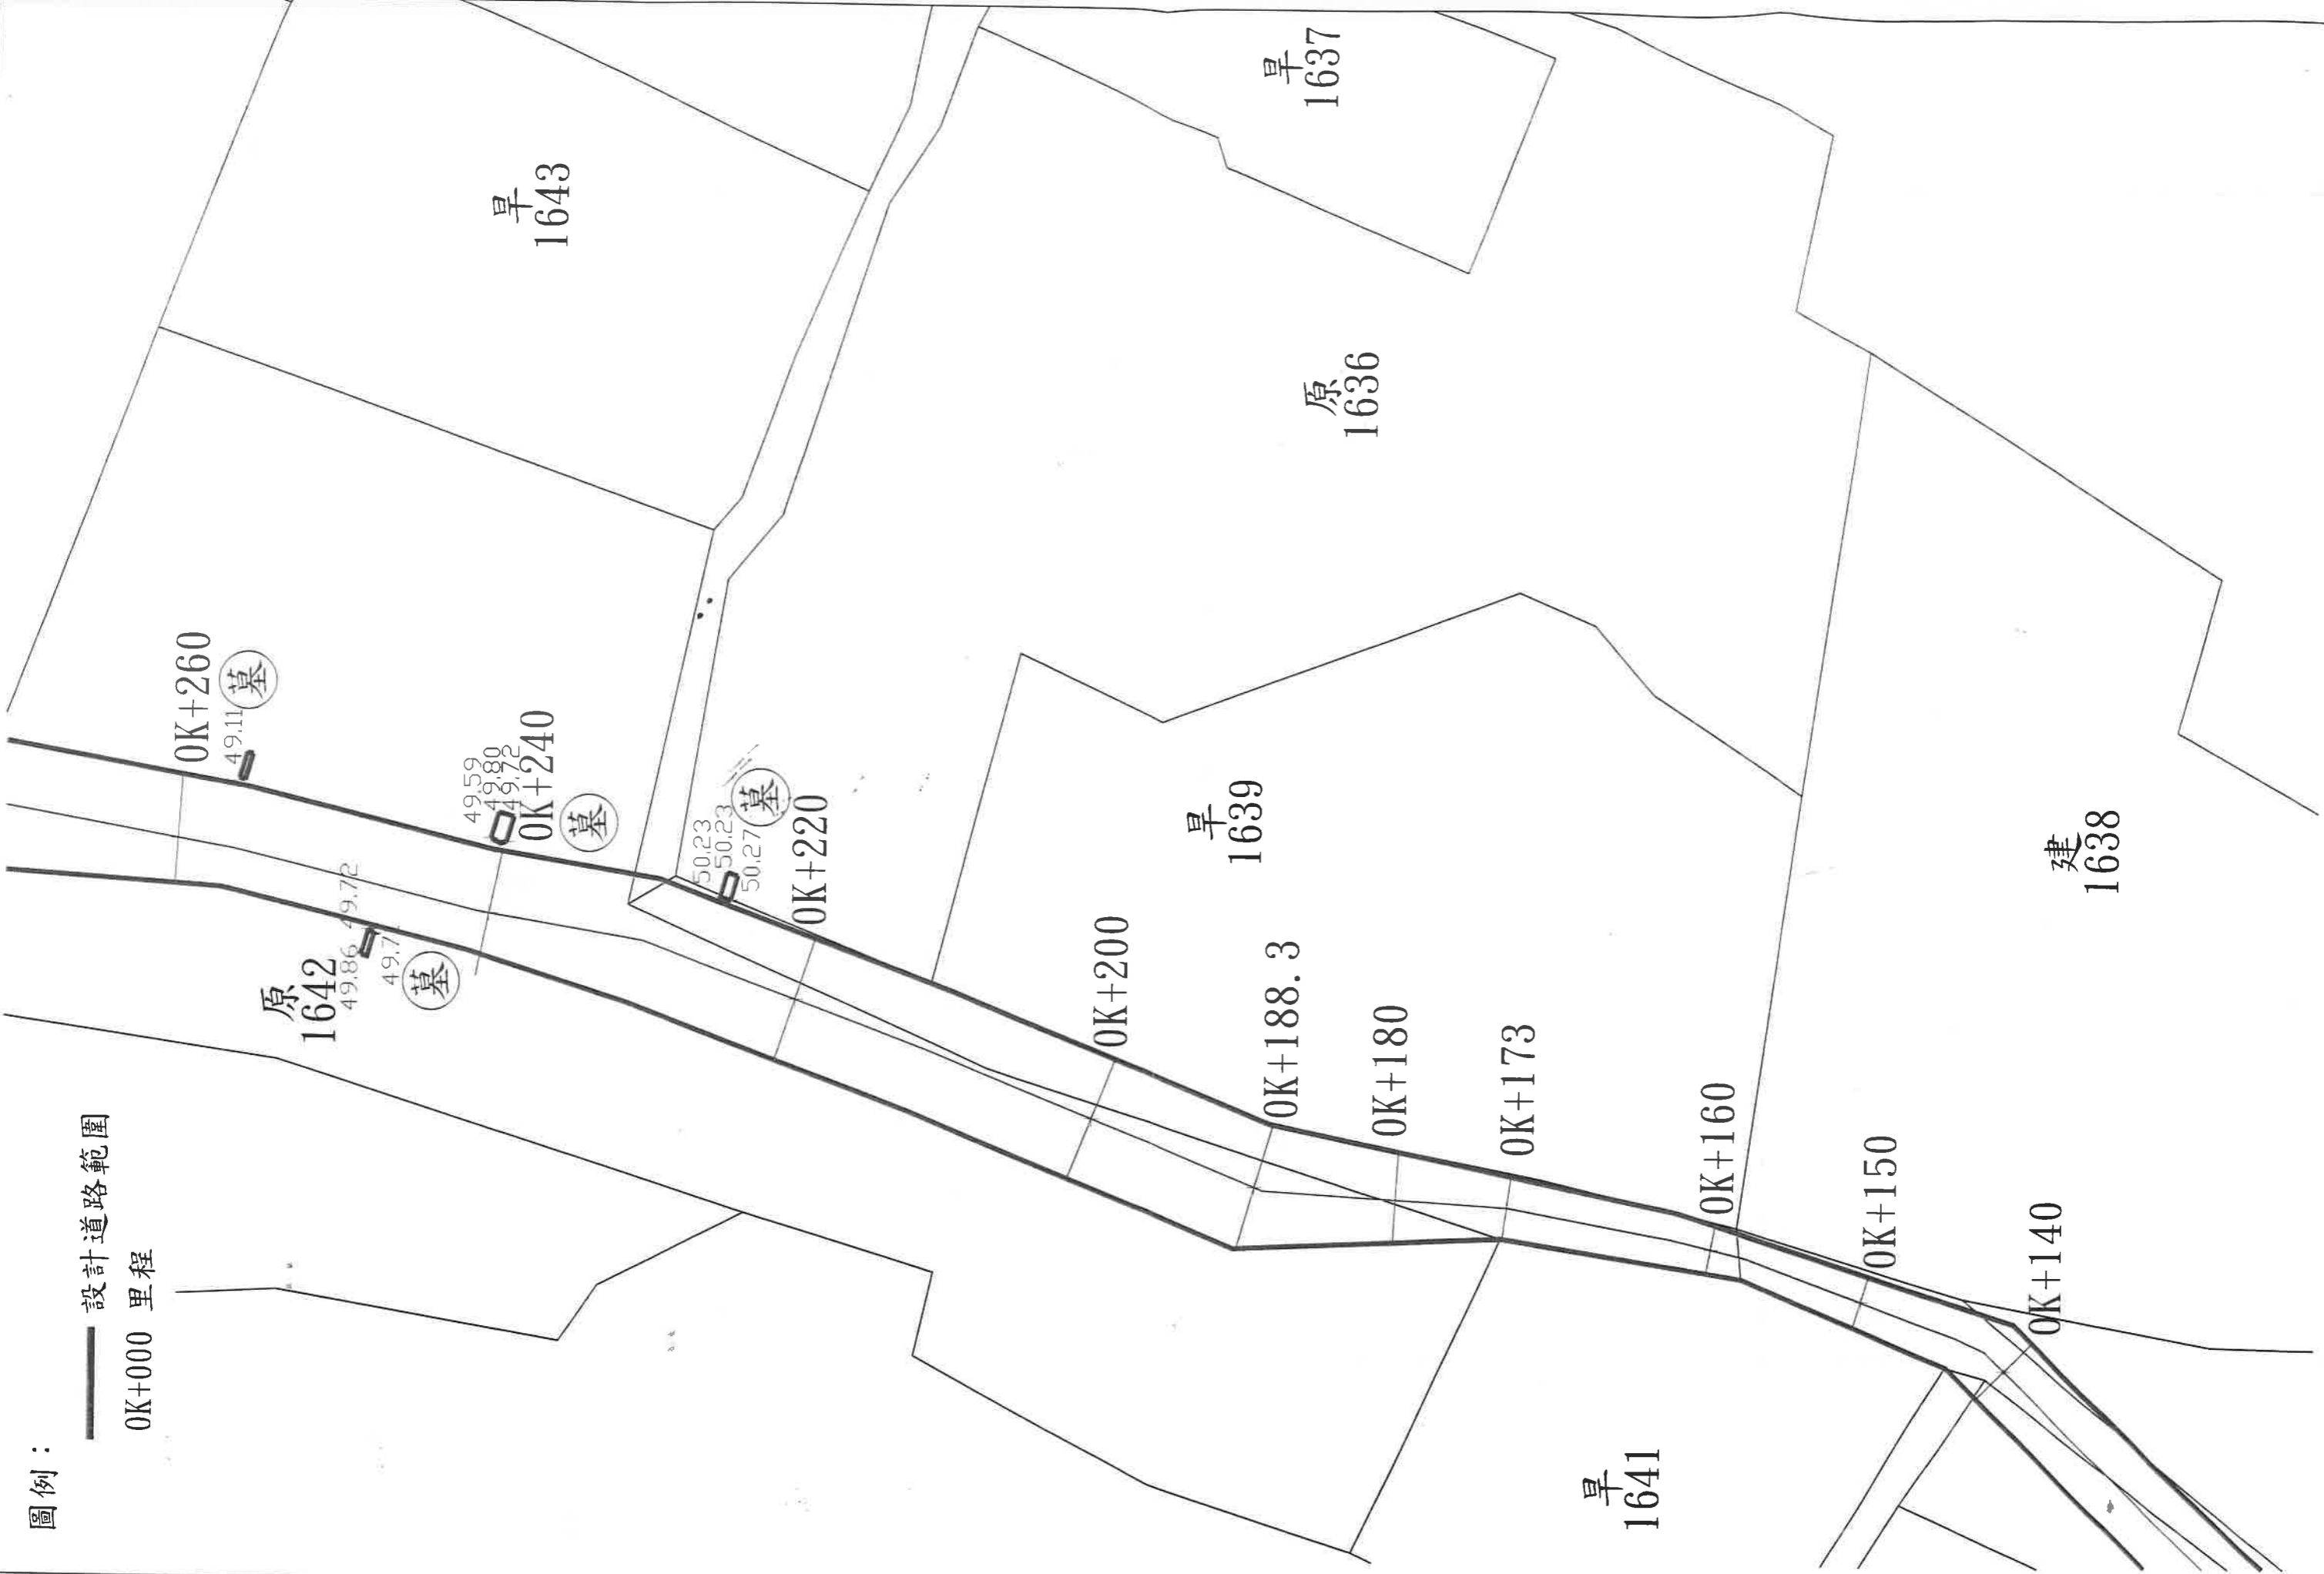 圖例：
設計道路範圍
0K+000 里程
原
1642
49.86
49.72
墓
0K+260
49.11
墓
49.59
49.80
49.72
0K+240
墓
50.23
50.23
50.27
墓
0K+220
0K+200
0K+188.3
0K+180
0K+173
0K+160
0K+150
0K+140
旱
1643
旱
1637
原
1636
旱
1639
建
1638
旱
1641